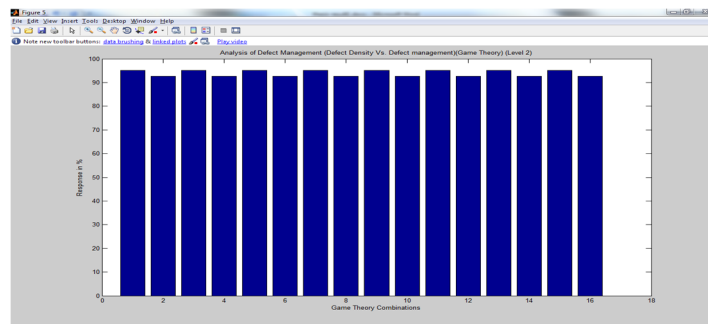 Figure 5
File Edit View Insert Tools Desktop Window Help
Note new toolbar buttons: data brushing & linked plots Play video
Analysis of Defect Management (Defect Density Vs. Defect management)(Game Theory) (Level 2)
100
90
80
70
60
50
40
30
20
10
0
Response in %
0 2 4 6 8 10 12 14 16 18
Game Theory Combinations